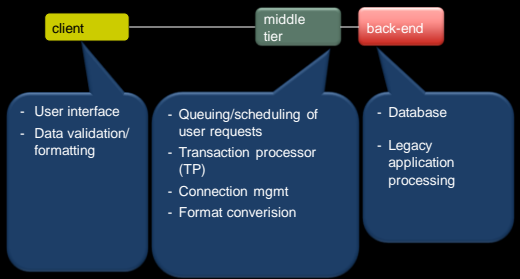 client
middle
tier
back-end
- User interface
- Data validation/
formatting
- Queuing/scheduling of
user requests
- Transaction processor
(TP)
- Connection mgmt
- Format converision
- Database
- Legacy
application
processing